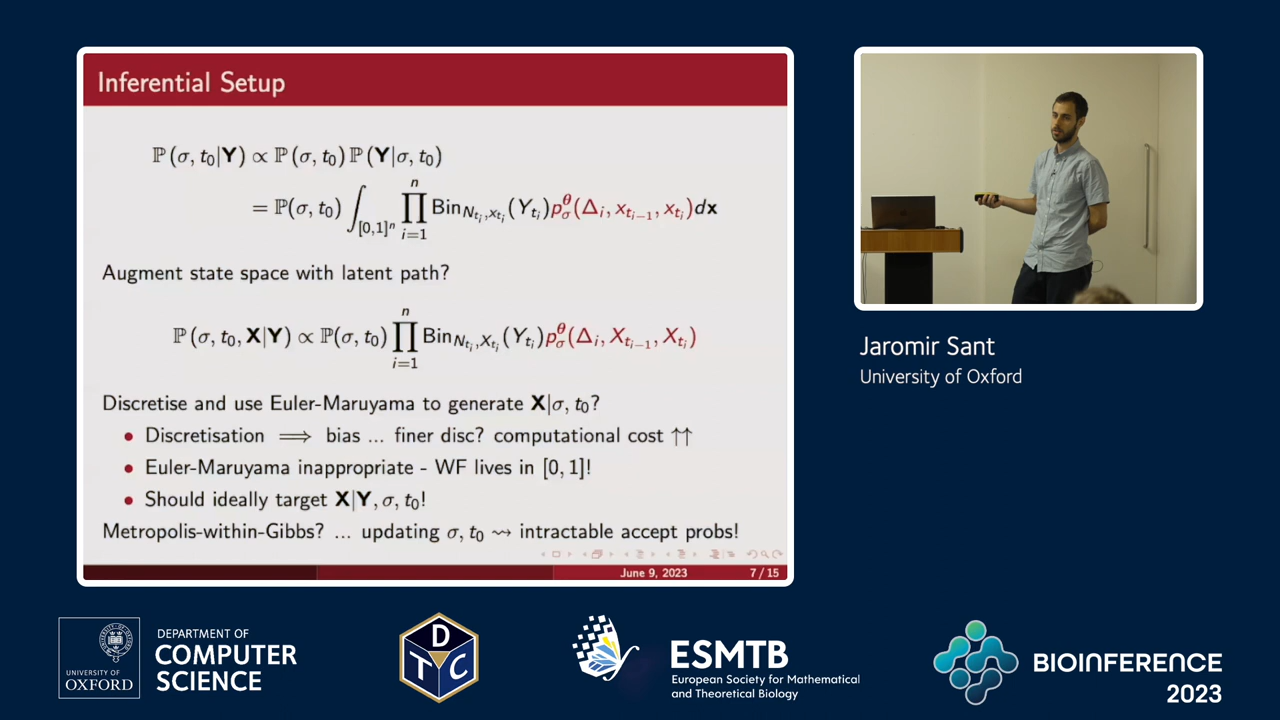 Inferential Setup
ℙ(σ, t₀|𝐘) ∝ ℙ(σ, t₀) ℙ(𝐘|σ, t₀)
= ℙ(σ, t₀) ∫_{[0,1]^n} ∏_{i=1}^{n} Bin_{N_{t_i}, x_{t_i}}(Y_{t_i}) p_σ^θ(Δ_i, x_{t_{i-1}}, x_{t_i}) d𝐱
Augment state space with latent path?
ℙ(σ, t₀, 𝐗|𝐘) ∝ ℙ(σ, t₀) ∏_{i=1}^{n} Bin_{N_{t_i}, X_{t_i}}(Y_{t_i}) p_σ^θ(Δ_i, X_{t_{i-1}}, X_{t_i})
Discretise and use Euler-Maruyama to generate 𝐗|σ, t₀?
• Discretisation ⟹ bias ... finer disc? computational cost ↑↑
• Euler-Maruyama inappropriate - WF lives in [0, 1]!
• Should ideally target 𝐗|𝐘, σ, t₀!
Metropolis-within-Gibbs? ... updating σ, t₀ ⇝ intractable accept probs!
June 9, 2023 7 / 15
Jaromir Sant
University of Oxford
UNIVERSITY OF
OXFORD
DEPARTMENT OF
COMPUTER
SCIENCE
D
T C
ESMTB
European Society for Mathematical
and Theoretical Biology
BIOINFERENCE
2023